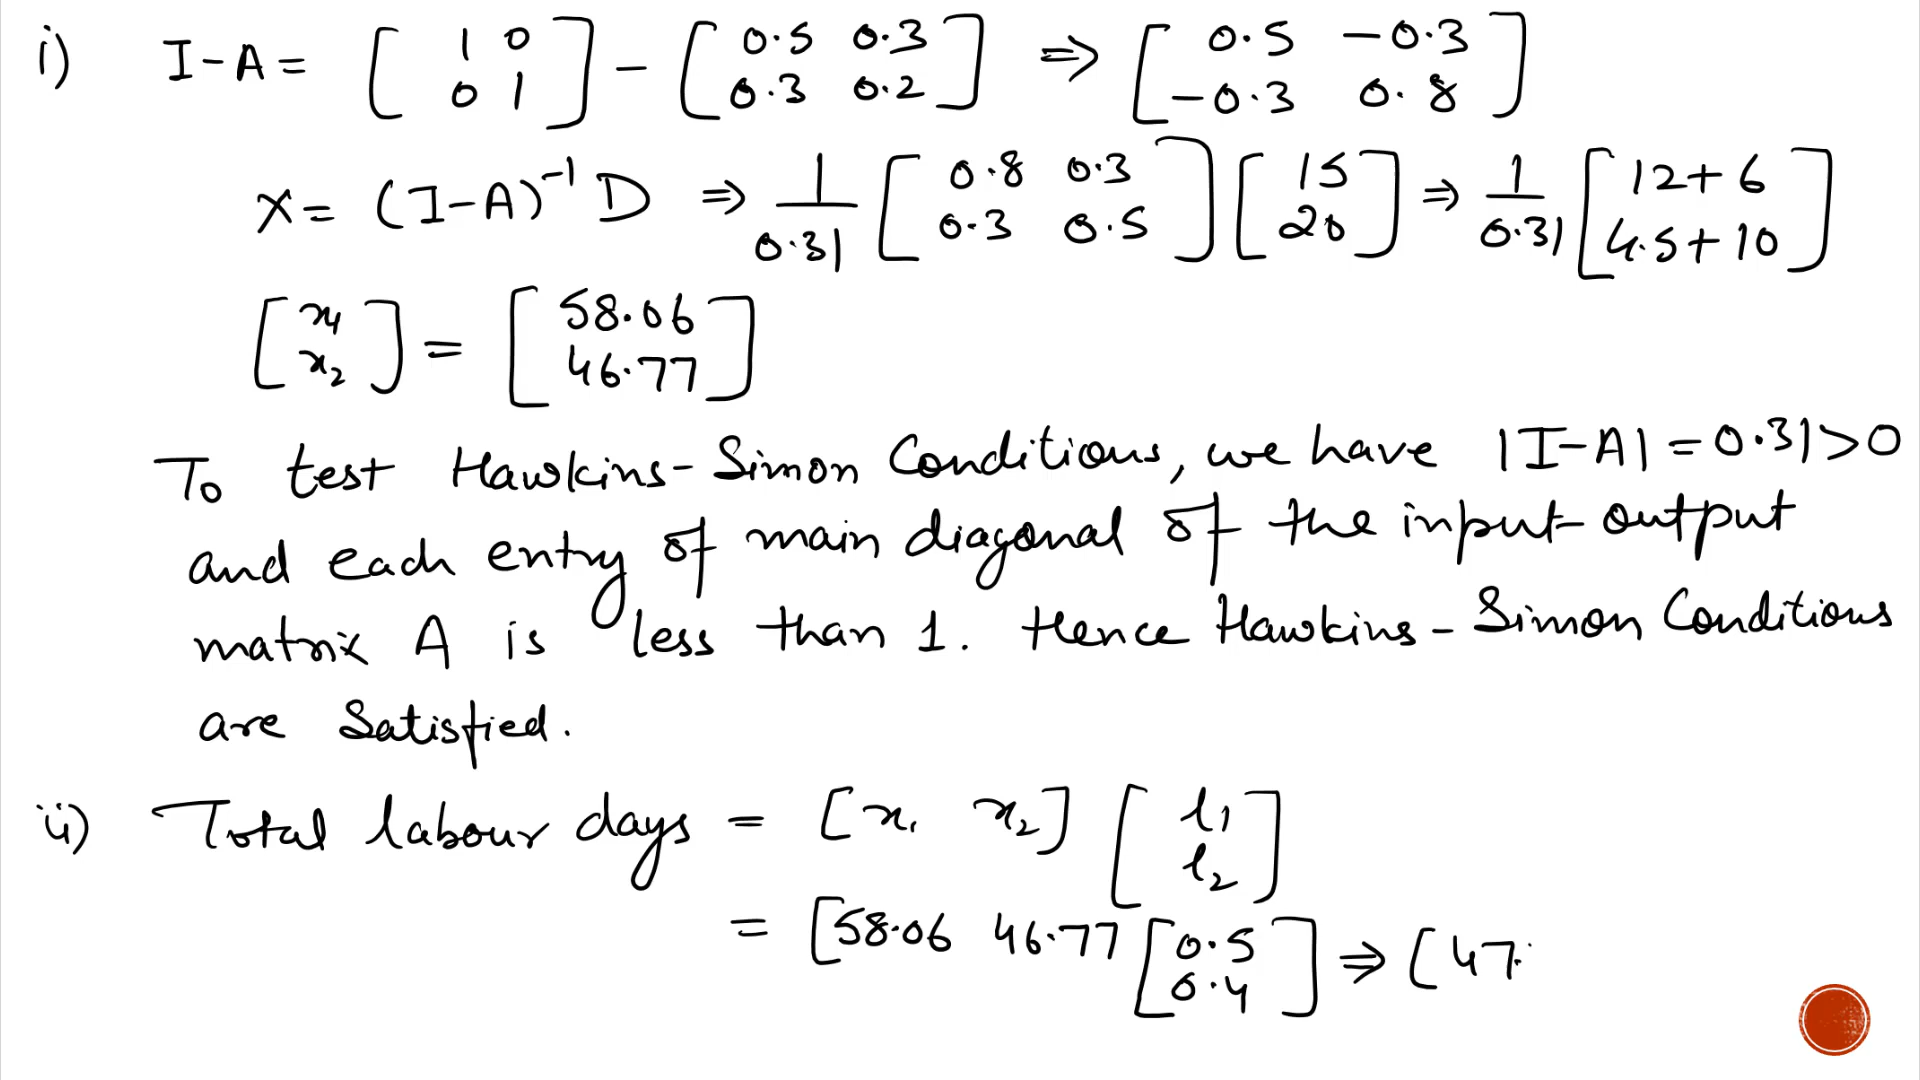 i) I-A = [1 0 0 1] - [0.5 0.3 0.3 0.2] ⇒ [0.5 -0.3 -0.3 0.8]
X = (I-A)⁻¹ D ⇒ 1/0.31 [0.8 0.3 0.3 0.5] [15 20] ⇒ 1/0.31 [12+6 4.5+10]
[x₁ x₂] = [58.06 46.77]
To test Hawkins-Simon Conditions, we have |I-A| = 0.31>0
and each entry of main diagonal of the input-output
matrix A is less than 1. Hence Hawkins-Simon Conditions
are Satisfied.
ii) Total labour days = [x₁ x₂] [l₁ l₂]
= [58.06 46.77 [0.5 0.4] ⇒ [47.